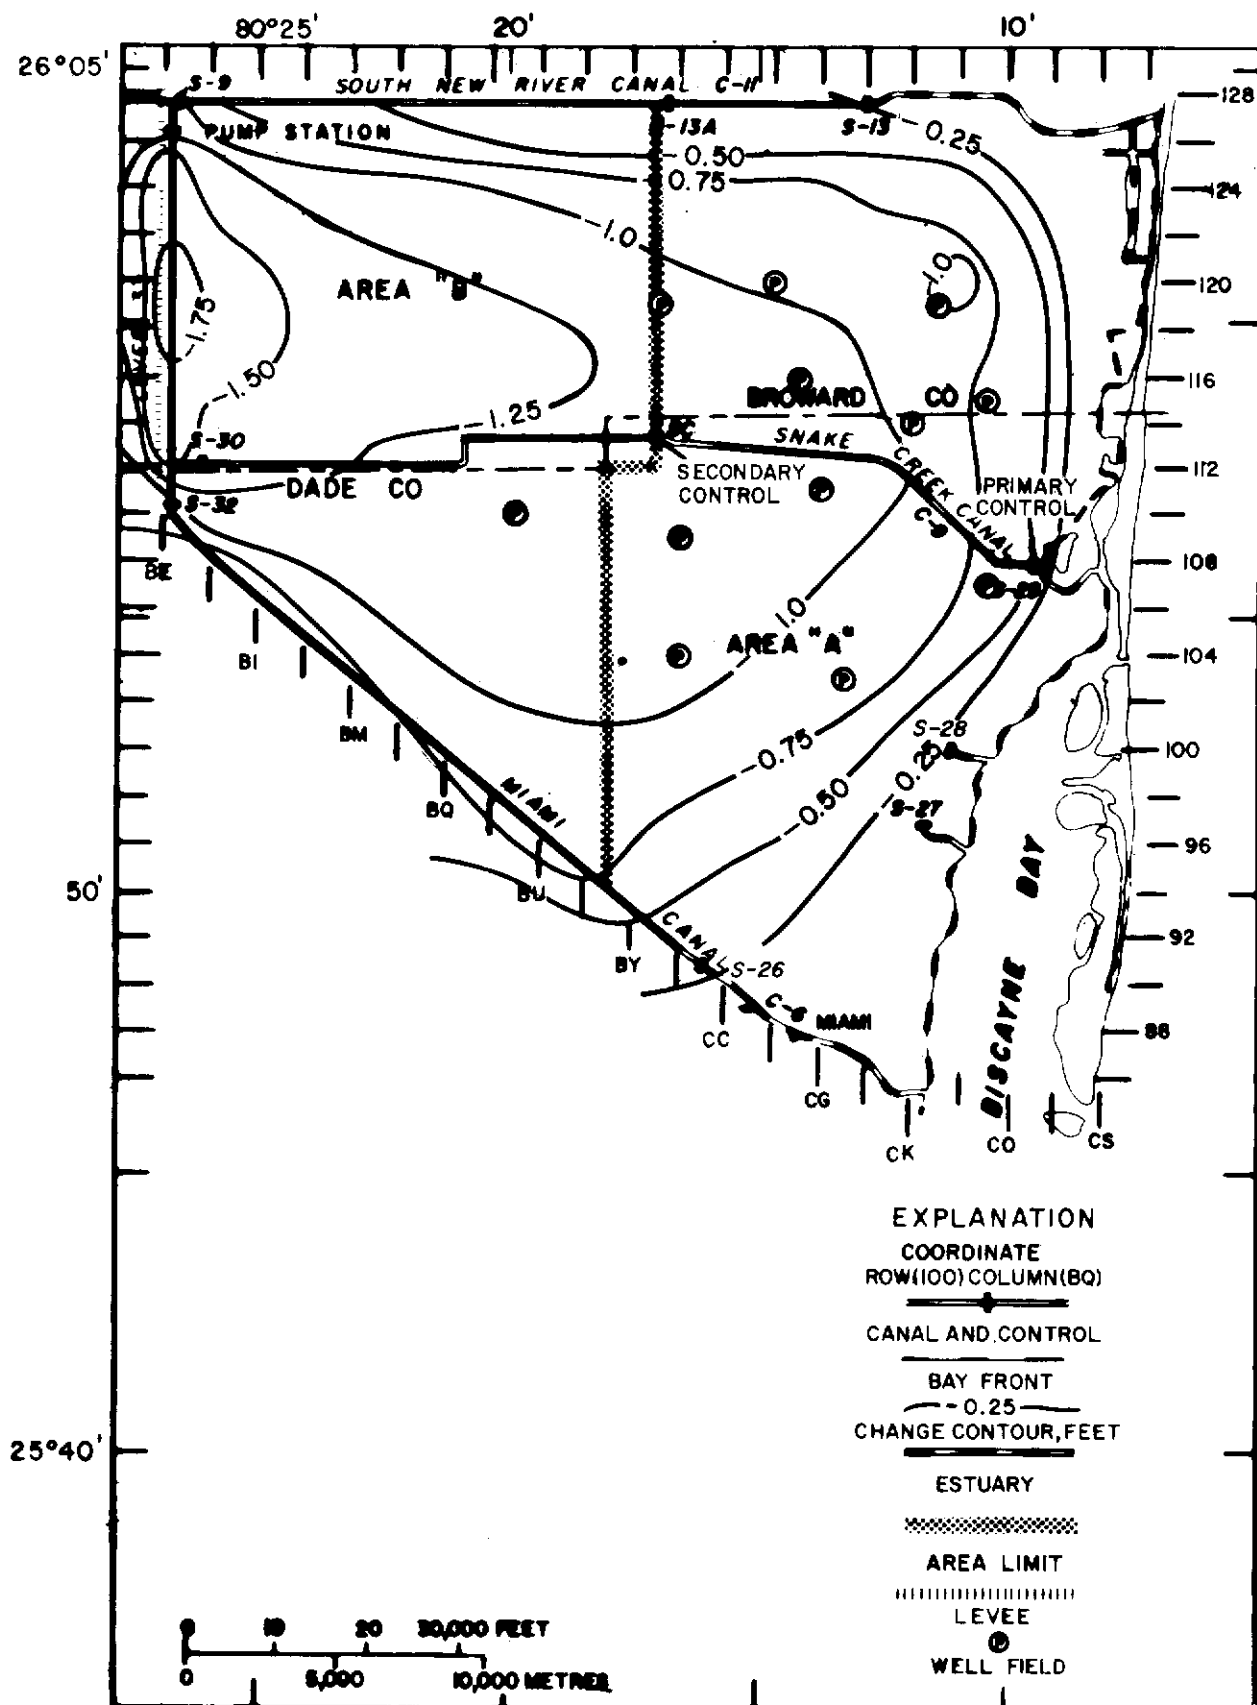 80°25'
20'
10'
26°05'
S-9
SOUTH NEW RIVER CANAL C-11
128
PUMP STATION
-13A
S-13
-0.25
-0.50
-0.75
124
-1.0
-1.0
AREA "B"
120
-1.75
-1.50
116
BROWARD CO
-1.25
S-30
SNAKE CREEK CANAL
SECONDARY
CONTROL
112
DADE CO
PRIMARY
CONTROL
S-32
C-9
108
BE
S-29
-1.0
AREA "A"
BI
104
BM
S-28
100
-0.75
-0.25
-0.50
BQ
MIAMI CANAL
S-27
96
50'
BU
BISCAYNE BAY
92
BY
S-26
C-6
MIAMI
CC
88
CG
CK
CO
CS
EXPLANATION
COORDINATE
ROW(100)COLUMN(BQ)
CANAL AND CONTROL
BAY FRONT
-0.25
CHANGE CONTOUR, FEET
25°40'
ESTUARY
AREA LIMIT
LEVEE
P
WELL FIELD
0 10 20 30,000 FEET
0 5,000 10,000 METRES